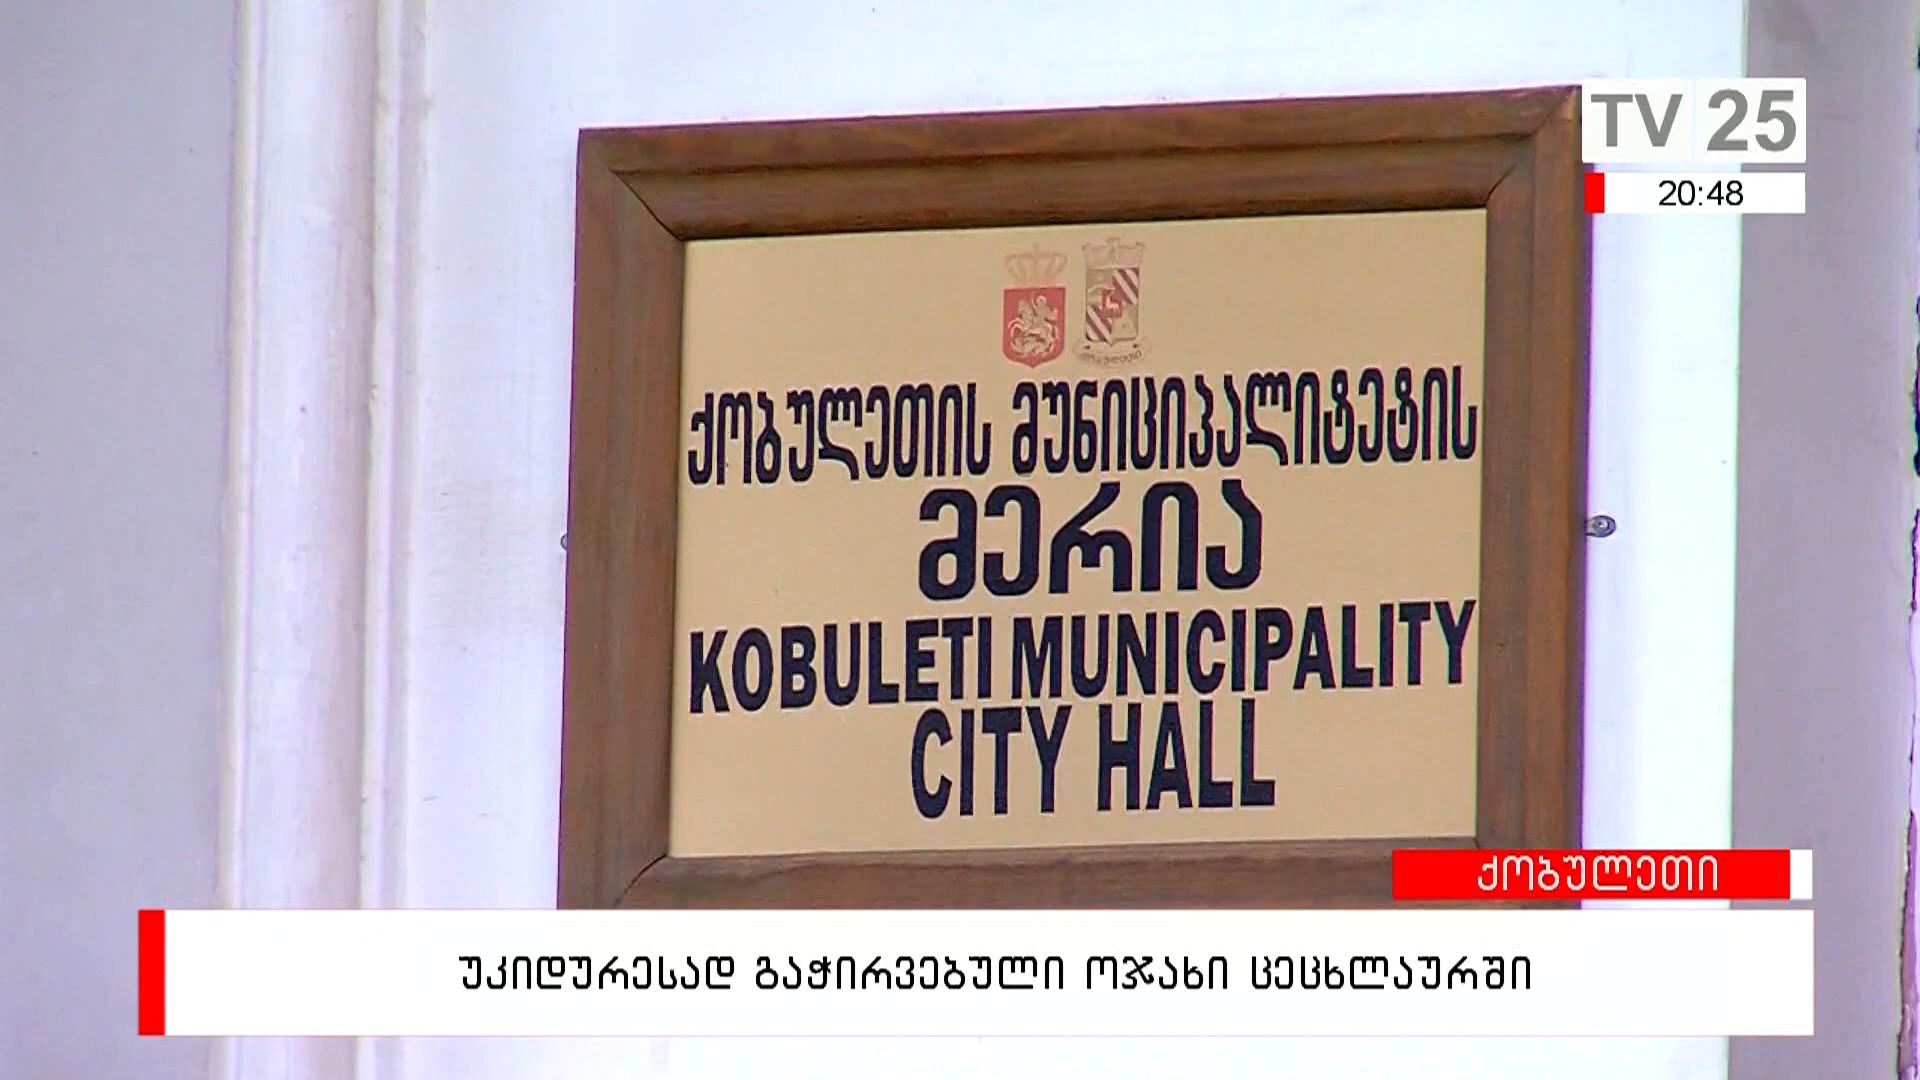 TV 25
20:48
ქობულეთის მუნიციპალიტეტის
მერია
KOBULETI MUNICIPALITY
CITY HALL
ქობულეთი
უკიდურესად გაჭირვებული ოჯახი ცეცხლაურში